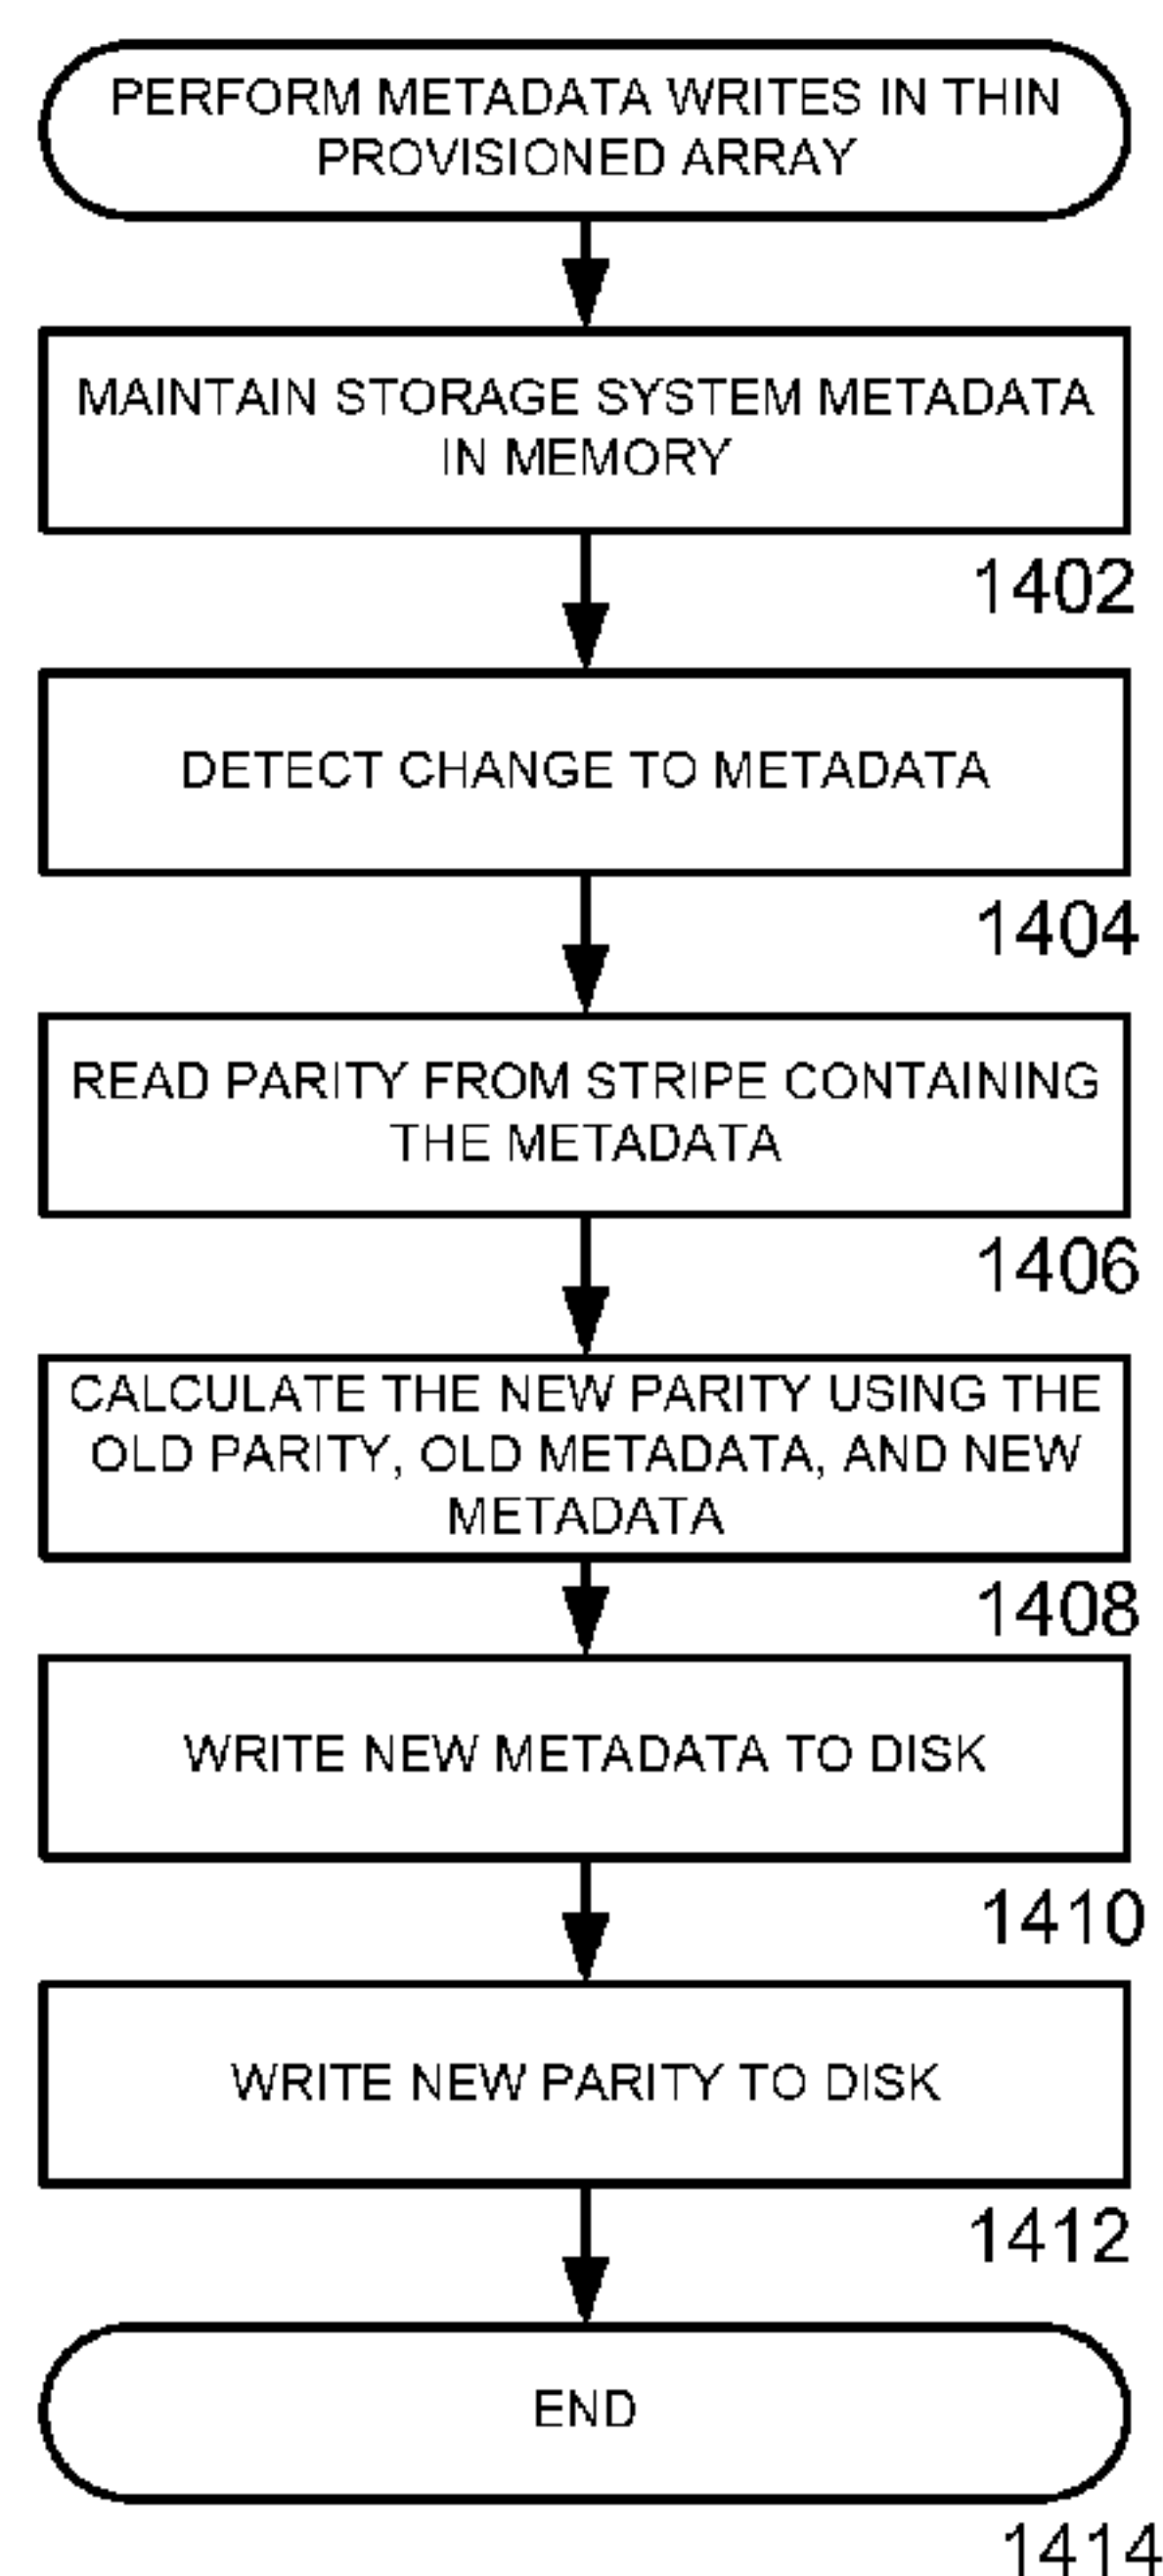 PERFORM METADATA WRITES IN THIN
PROVISIONED ARRAY
MAINTAIN STORAGE SYSTEM METADATA
IN MEMORY
1402
DETECT CHANGE TO METADATA
1404
READ PARITY FROM STRIPE CONTAINING
THE METADATA
1406
CALCULATE THE NEW PARITY USING THE
OLD PARITY, OLD METADATA, AND NEW
METADATA
1408
WRITE NEW METADATA TO DISK
1410
WRITE NEW PARITY TO DISK
1412
END
1414